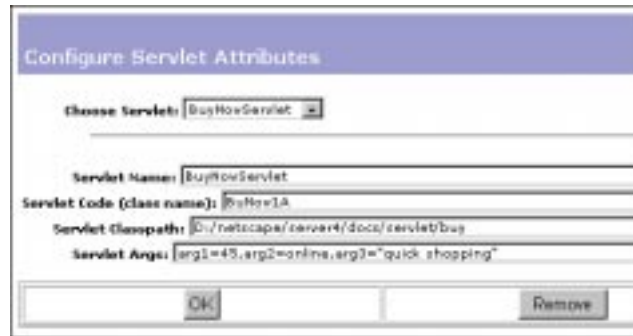 Configure Servlet Attributes
Choose Servlet: BuyNowServlet
Servlet Name: BuyNowServlet
Servlet Code (class name): BuNow1A
Servlet Classpath: D:/netscape/server4/docs/servlet/buy
Servlet Args: arg1=45,arg2=online,arg3="quick shopping"
OK Remove